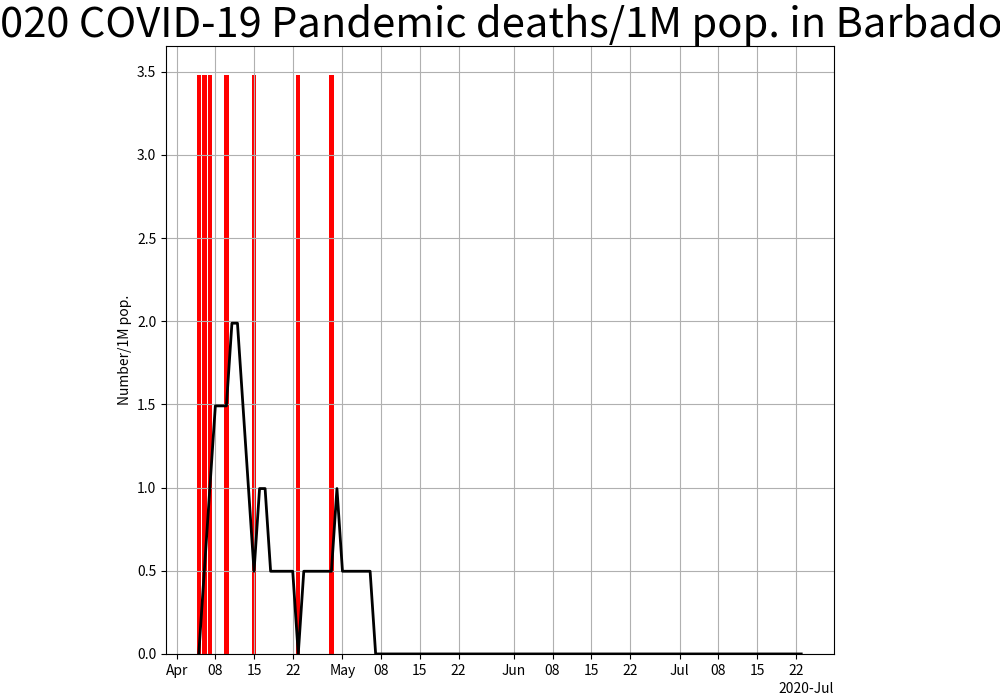 020 COVID-19 Pandemic deaths/1M pop. in Barbado
3.5
3.0
2.5
2.0
1.5
1.0
0.5
0.0
Number/1M pop.
Apr 08 15 22 May 08 15 22 Jun 08 15 22 Jul 08 15 22
2020-Jul